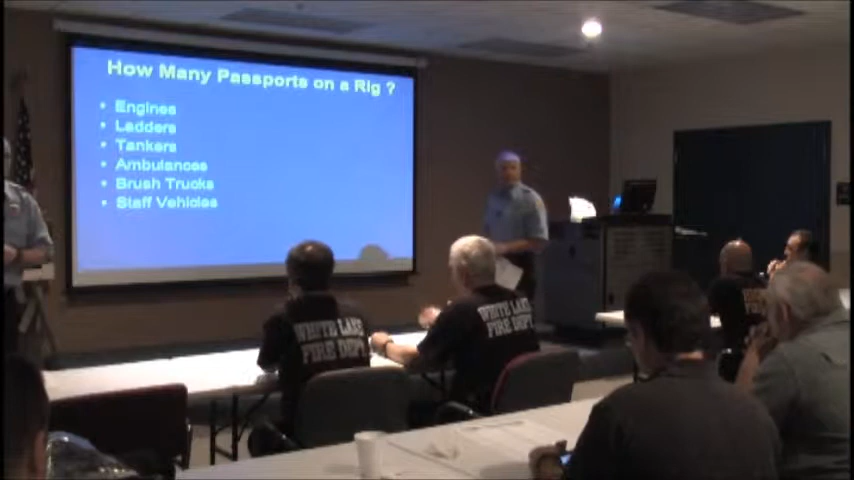 How Many Passports on a Rig ?
• Engines
• Ladders
• Tankers
• Ambulances
• Brush Trucks
• Staff Vehicles
WHITE LAKE
FIRE DEPT.
WHITE LAKE
FIRE DEPT.